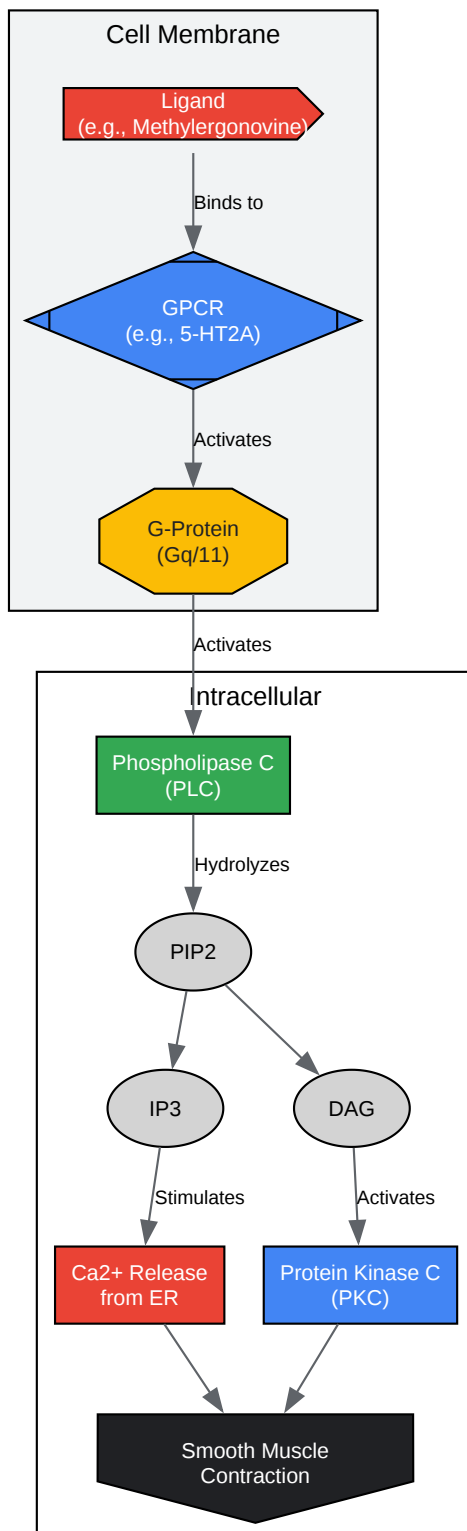 Cell Membrane
Ligand
(e.g., Methylergonovine)
Binds to
GPCR
(e.g., 5-HT2A)
Activates
G-Protein
(Gq/11)
Activates
Intracellular
Phospholipase C
(PLC)
Hydrolyzes
PIP2
IP3
DAG
Stimulates
Activates
Ca2+ Release
from ER
Protein Kinase C
(PKC)
Smooth Muscle
Contraction